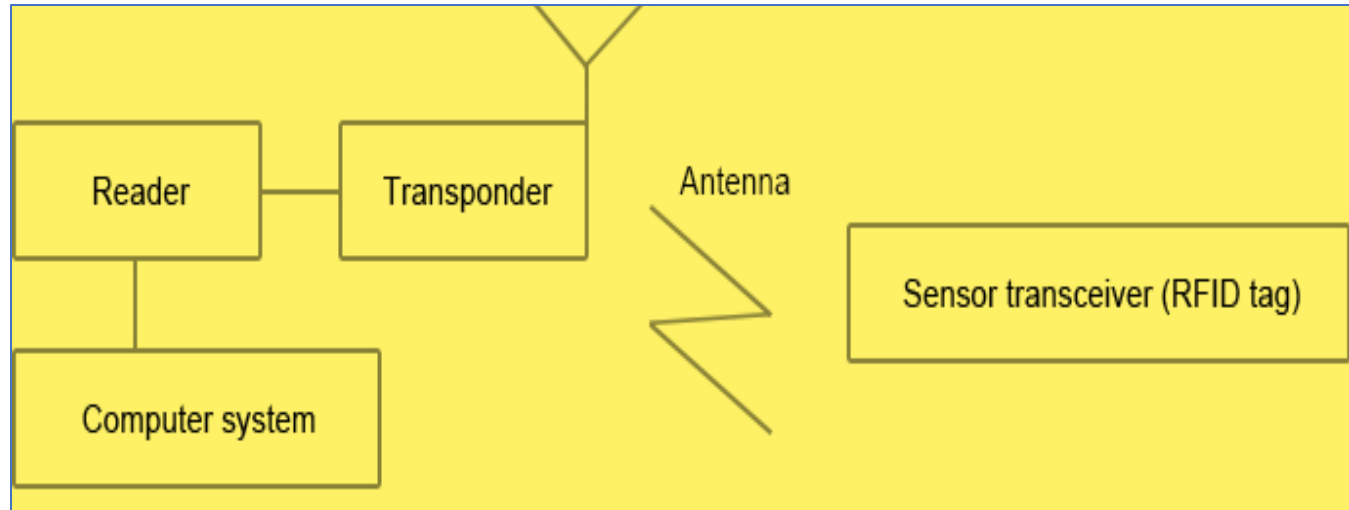 Reader
Transponder
Antenna
Sensor transceiver (RFID tag)
Computer system